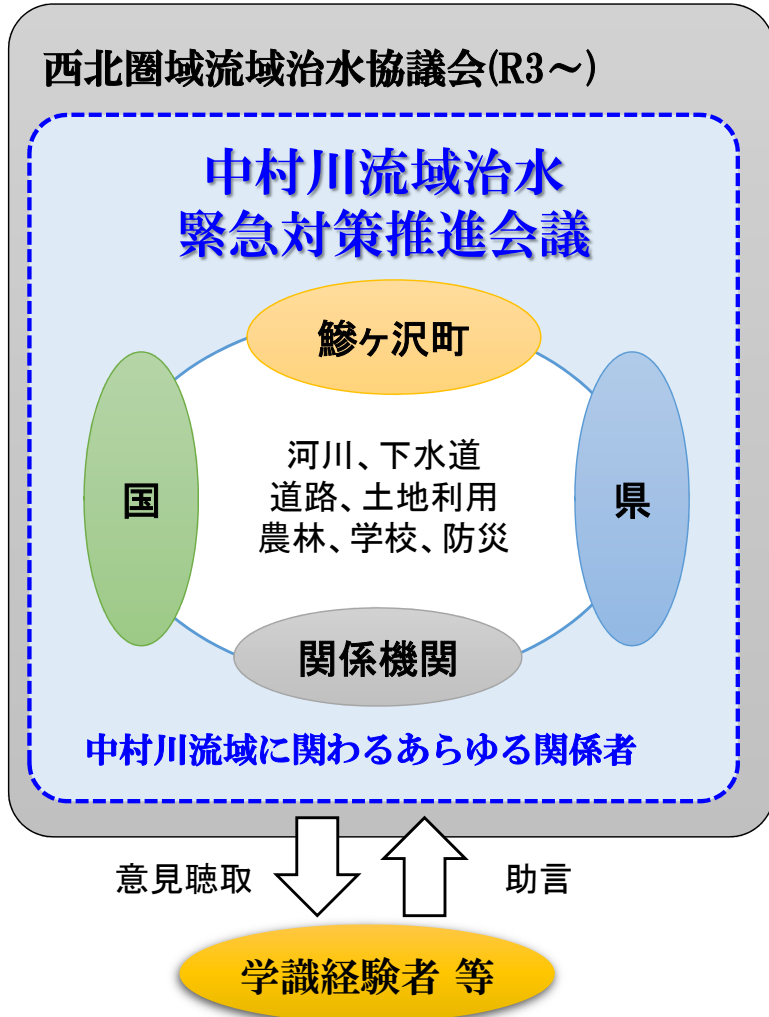 西北圏域流域治水協議会(R3～)
中村川流域治水
緊急対策推進会議
鰺ヶ沢町
国
河川、下水道
道路、土地利用
農林、学校、防災
県
関係機関
中村川流域に関わるあらゆる関係者
意見聴取
助言
学識経験者 等